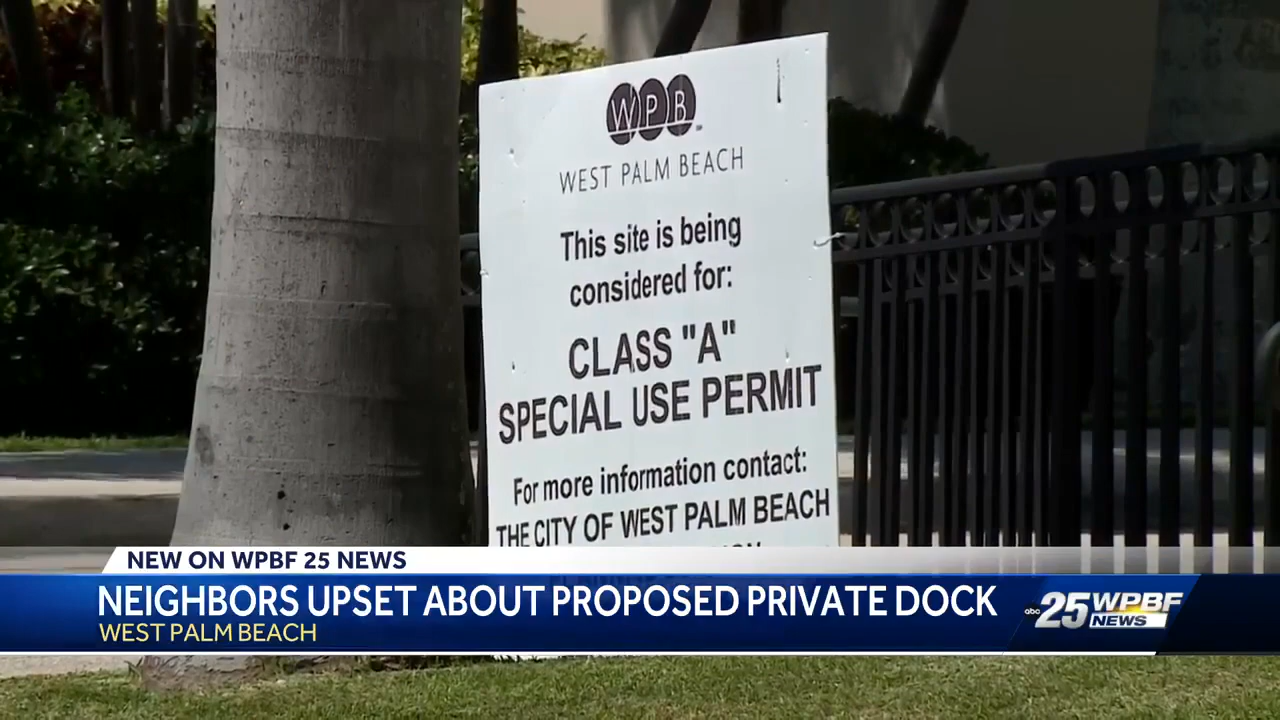 WPB
WEST PALM BEACH
This site is being
considered for:
CLASS "A"
SPECIAL USE PERMIT
For more information contact:
THE CITY OF WEST PALM BEACH
NEW ON WPBF 25 NEWS
NEIGHBORS UPSET ABOUT PROPOSED PRIVATE DOCK
WEST PALM BEACH
abc 25 WPBF
NEWS